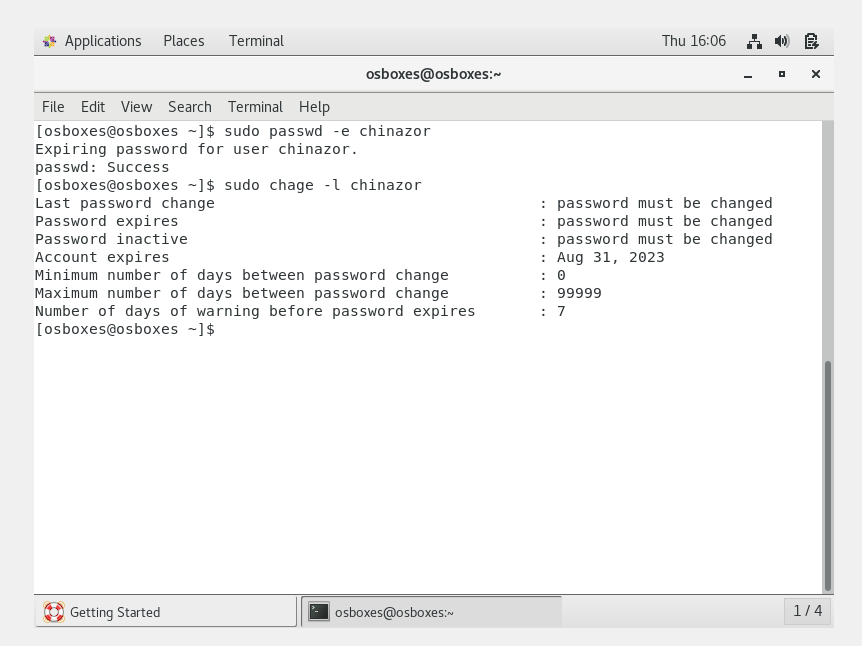 Applications Places Terminal Thu 16:06
osboxes@osboxes:~
File Edit View Search Terminal Help
[osboxes@osboxes ~]$ sudo passwd -e chinazor
Expiring password for user chinazor.
passwd: Success
[osboxes@osboxes ~]$ sudo chage -l chinazor
Last password change : password must be changed
Password expires : password must be changed
Password inactive : password must be changed
Account expires : Aug 31, 2023
Minimum number of days between password change : 0
Maximum number of days between password change : 99999
Number of days of warning before password expires : 7
[osboxes@osboxes ~]$
Getting Started osboxes@osboxes:~ 1 / 4